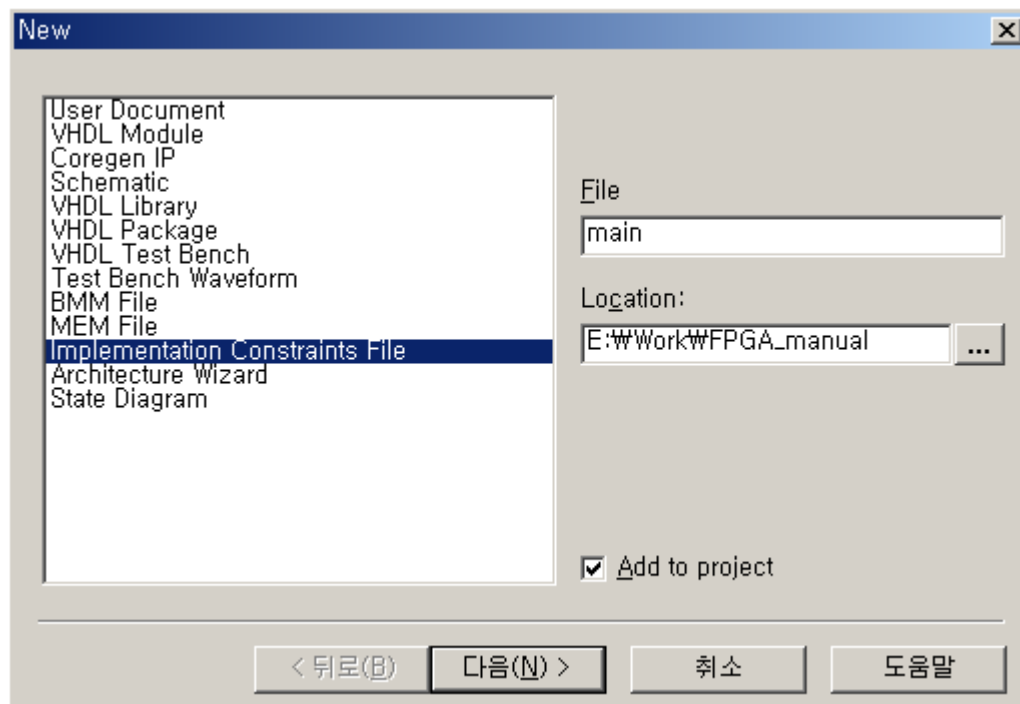 New
User Document
VHDL Module
Coregen IP
Schematic
VHDL Library
VHDL Package
VHDL Test Bench
Test Bench Waveform
BMM File
MEM File
Implementation Constraints File
Architecture Wizard
State Diagram
File
main
Location:
E:₩Work₩FPGA_manual
...
Add to project
< 뒤로(B)
다음(N) >
취소
도움말